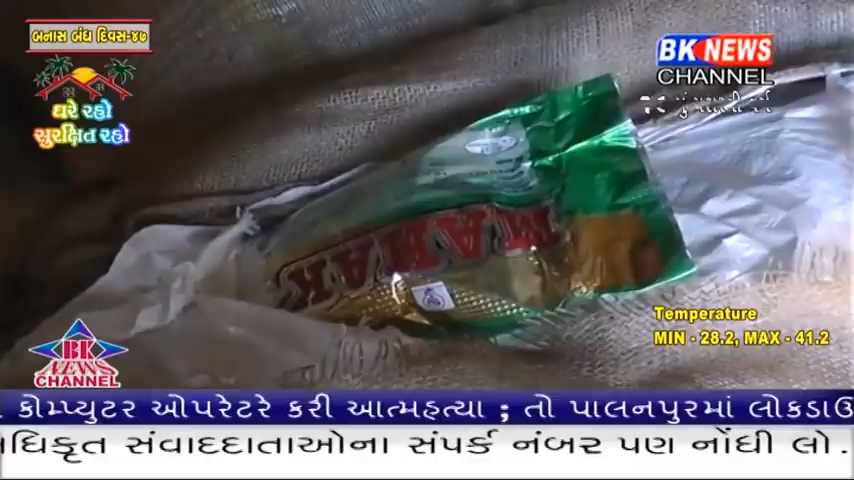 બનાસ બંધ દિવસ-૪૭
ઘરે રહો
સુરક્ષિત રહો
BK NEWS
CHANNEL
Temperature
MIN - 28.2, MAX - 41.2
BK
NEWS
CHANNEL
કોમ્પ્યુટર ઓપરેટરે કરી આત્મહત્યા ; તો પાલનપુરમાં લોકડાઉ
ધિકૃત સંવાદદાતાઓના સંપર્ક નંબર પણ નોંધી લો.